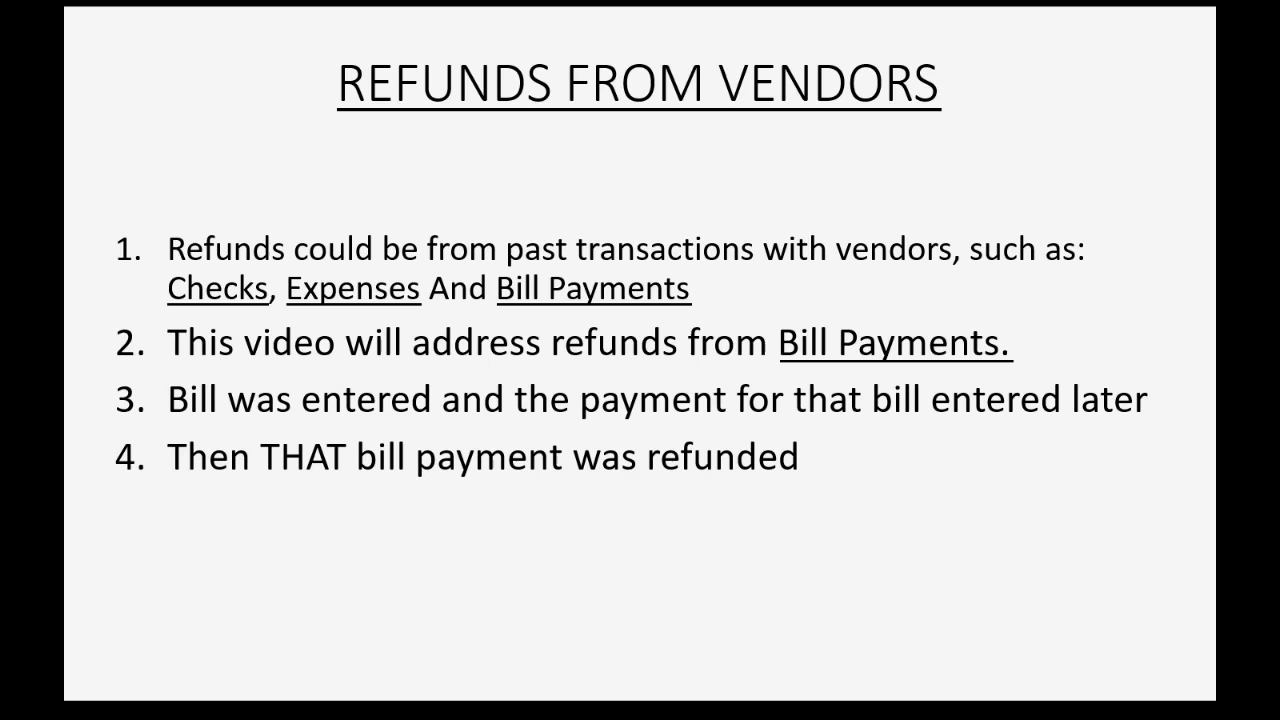 REFUNDS FROM VENDORS
1. Refunds could be from past transactions with vendors, such as:
Checks, Expenses And Bill Payments
2. This video will address refunds from Bill Payments.
3. Bill was entered and the payment for that bill entered later
4. Then THAT bill payment was refunded